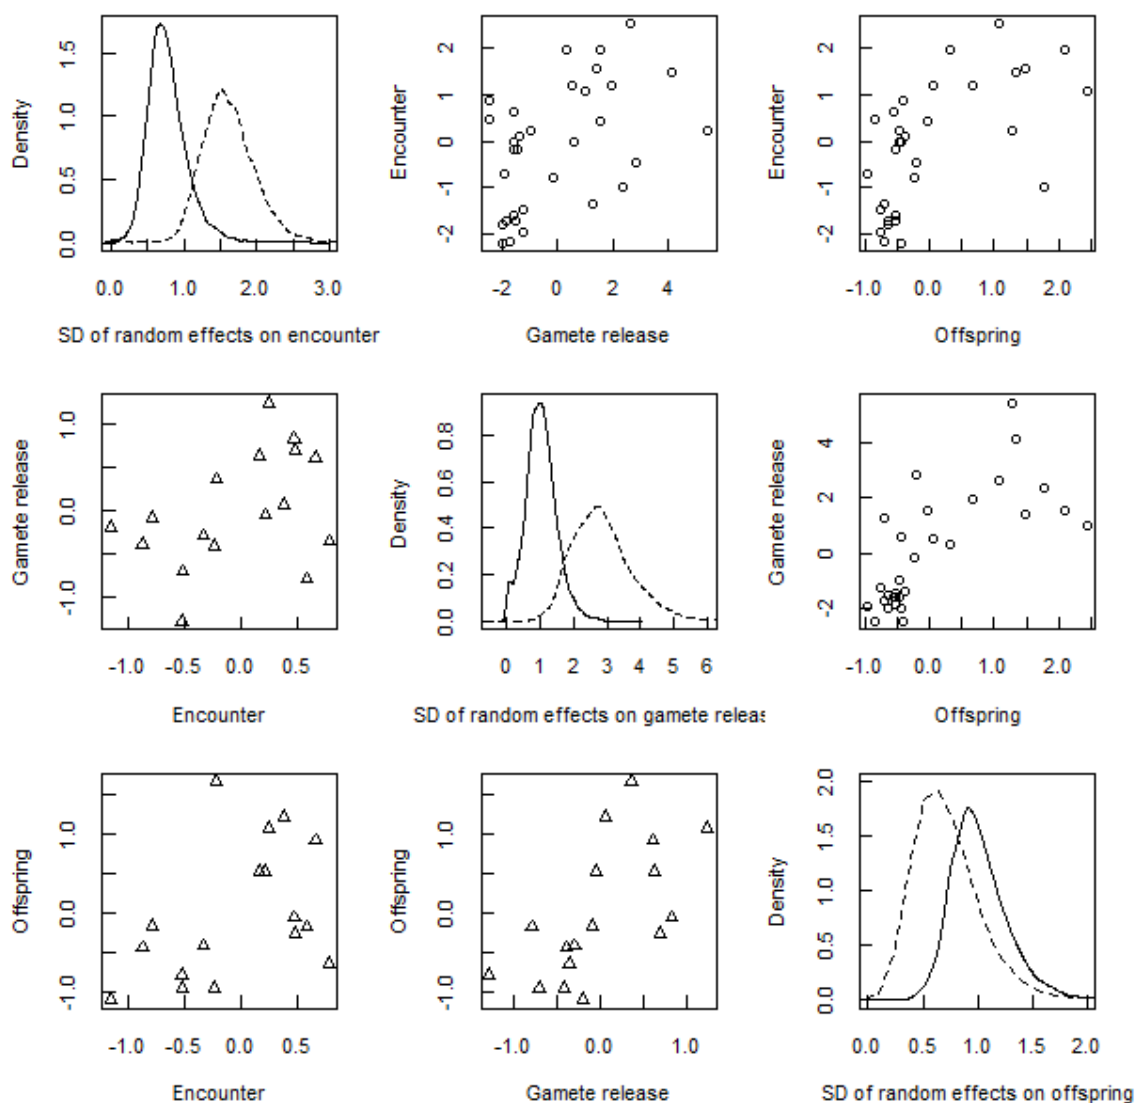 Density
0.0 0.5 1.0 1.5
0.0 1.0 2.0 3.0
SD of random effects on encounter
Encounter
-2 -1 0 1 2
-2 0 2 4
Gamete release
Encounter
-2 -1 0 1 2
-1.0 0.0 1.0 2.0
Offspring
Gamete release
-1.0 0.0 1.0
-1.0 -0.5 0.0 0.5
Encounter
Density
0.0 0.2 0.4 0.6 0.8
0 1 2 3 4 5 6
SD of random effects on gamete releas
Gamete release
-2 0 2 4
-1.0 0.0 1.0 2.0
Offspring
Offspring
-1.0 0.0 1.0
-1.0 -0.5 0.0 0.5
Encounter
Offspring
-1.0 0.0 1.0
-1.0 0.0 1.0
Gamete release
Density
0.0 0.5 1.0 1.5 2.0
0.0 0.5 1.0 1.5 2.0
SD of random effects on offspring